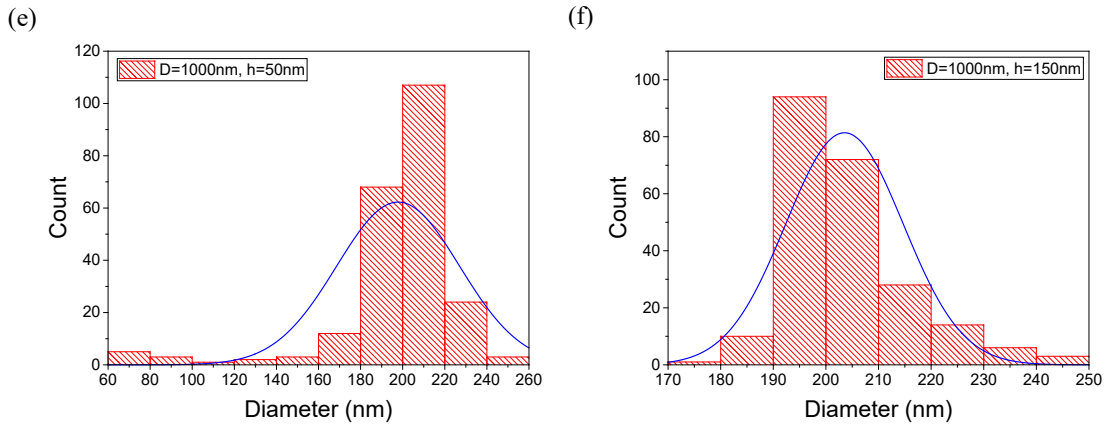 (e)
(f)
D=1000nm, h=50nm
Count
120
100
80
60
40
20
0
60 80 100 120 140 160 180 200 220 240 260
Diameter (nm)
D=1000nm, h=150nm
Count
100
80
60
40
20
0
170 180 190 200 210 220 230 240 250
Diameter (nm)